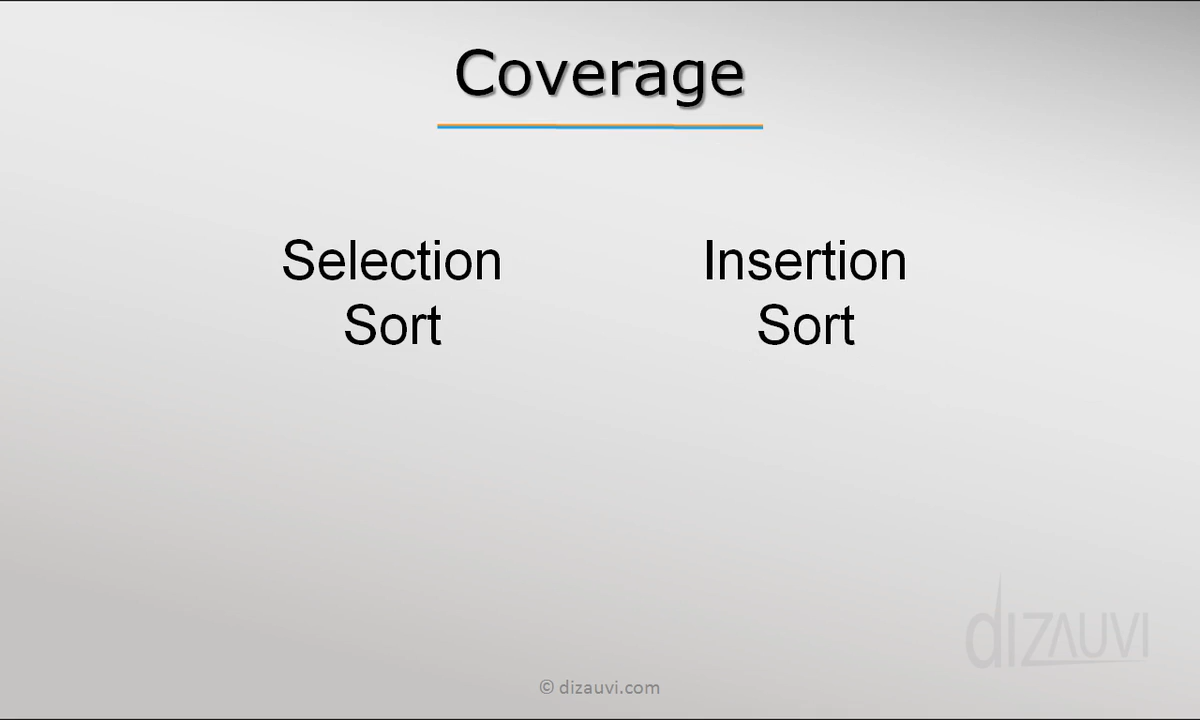 Coverage
Selection
Sort
Insertion
Sort
dizauvi
© dizauvi.com